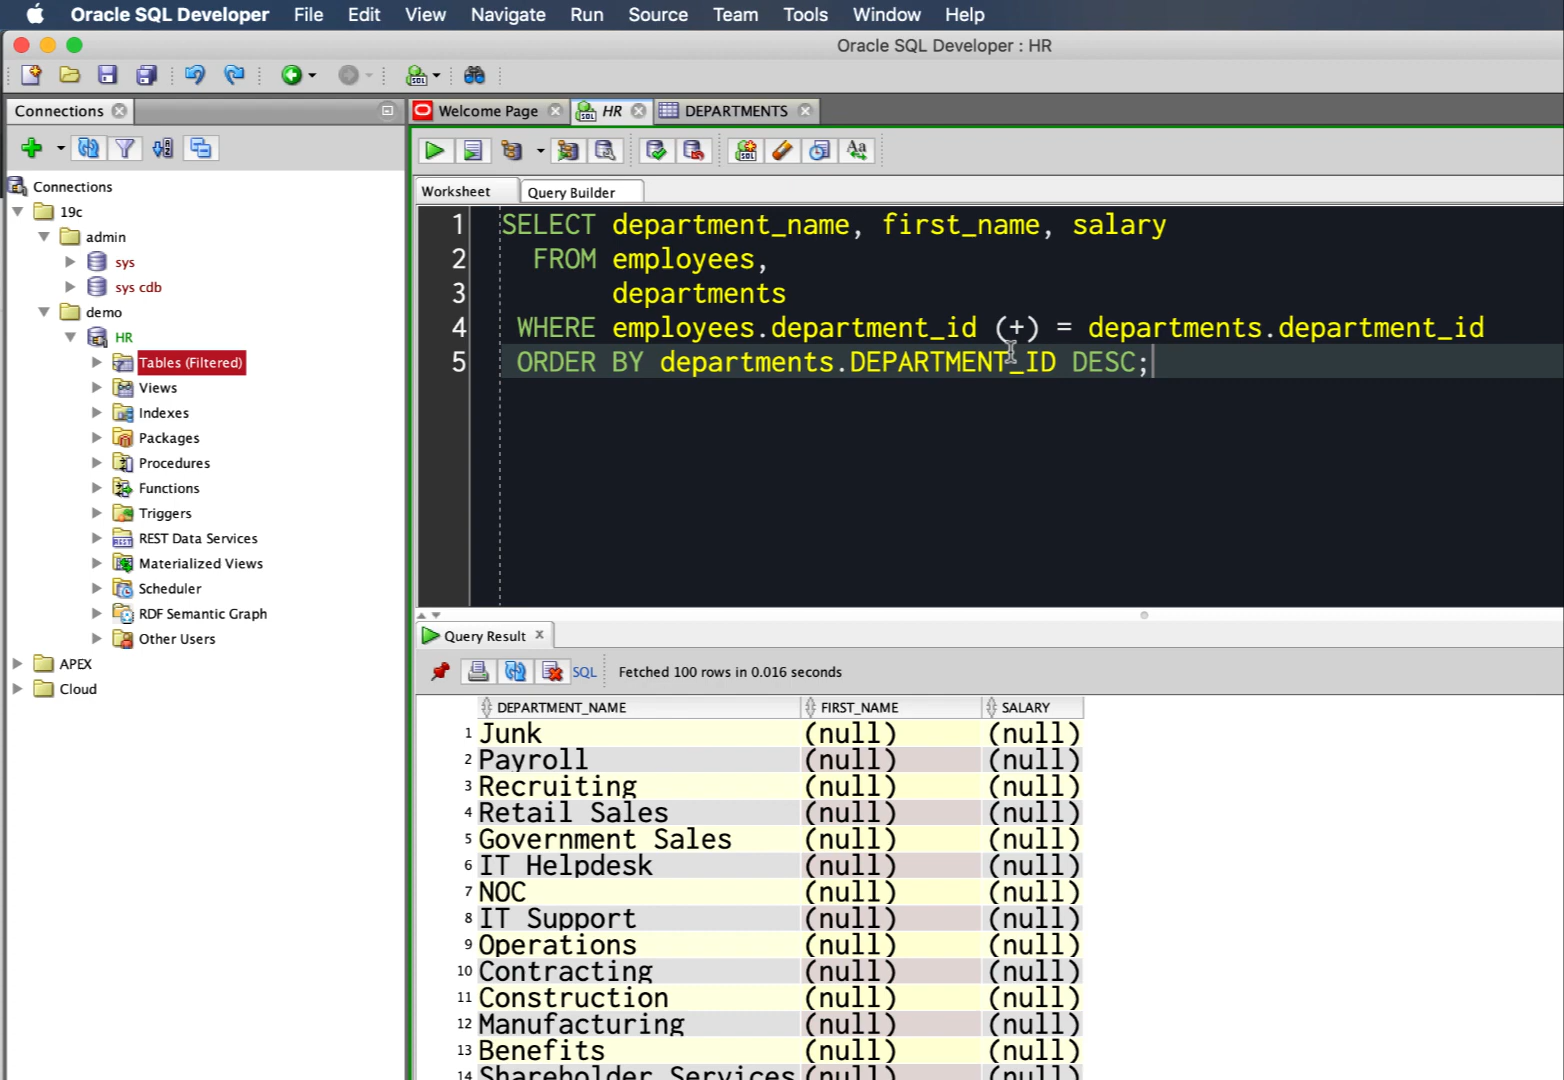 Oracle SQL Developer File Edit View Navigate Run Source Team Tools Window Help
Oracle SQL Developer : HR
Connections
Welcome Page HR DEPARTMENTS
Worksheet Query Builder
Connections
19c
admin
sys
sys cdb
demo
HR
Tables (Filtered)
Views
Indexes
Packages
Procedures
Functions
Triggers
REST Data Services
Materialized Views
Scheduler
RDF Semantic Graph
Other Users
APEX
Cloud
1 SELECT department_name, first_name, salary
2 FROM employees,
3 departments
4 WHERE employees.department_id (+) = departments.department_id
5 ORDER BY departments.DEPARTMENT_ID DESC;
Query Result
SQL Fetched 100 rows in 0.016 seconds
DEPARTMENT_NAME FIRST_NAME SALARY
1 Junk (null) (null)
2 Payroll (null) (null)
3 Recruiting (null) (null)
4 Retail Sales (null) (null)
5 Government Sales (null) (null)
6 IT Helpdesk (null) (null)
7 NOC (null) (null)
8 IT Support (null) (null)
9 Operations (null) (null)
10 Contracting (null) (null)
11 Construction (null) (null)
12 Manufacturing (null) (null)
13 Benefits (null) (null)
14 Shareholder Services (null) (null)